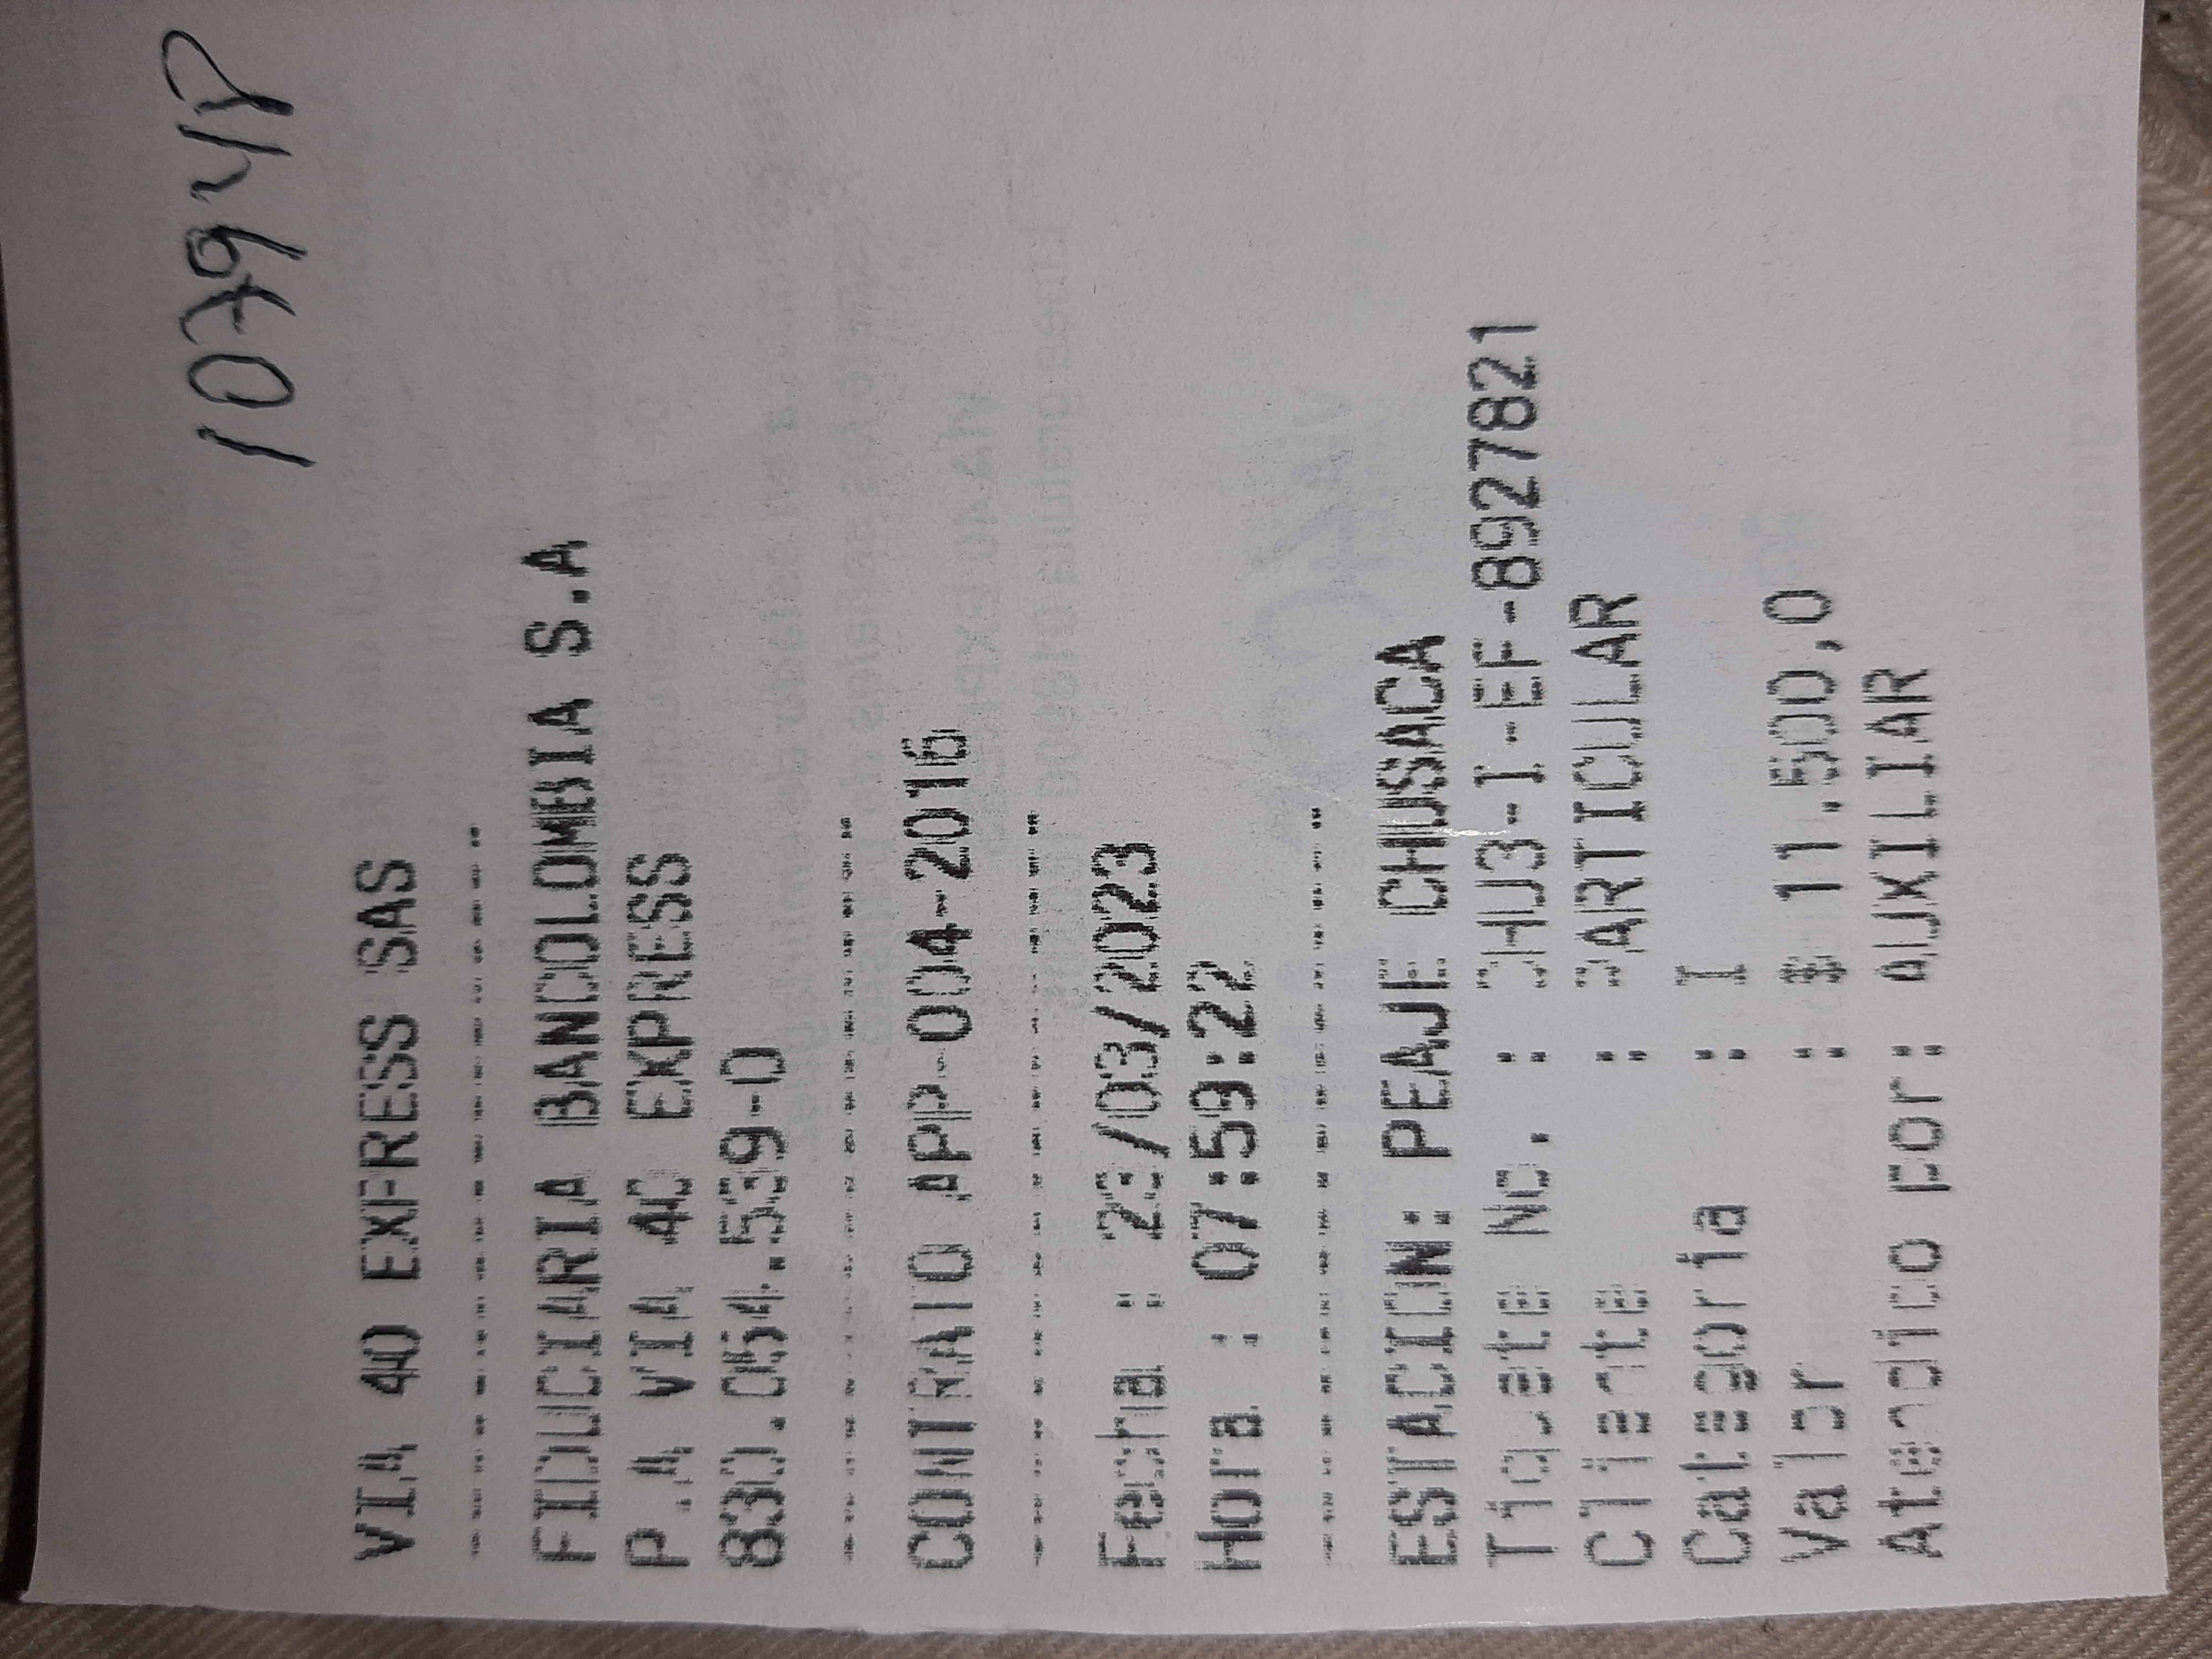 VIA 40 EXPRESS SAS
FIDUCIARIA BANCOLOMBIA S.A
P.A VIA 40 EXPRESS
830.054.539-0
CONTRATO APP-004-2016
Fecha : 22/03/2023
Hora : 07:59:22
ESTACION: PEAJE CHUSACA
Tiquete No. : CHU3-I-EF-8927821
Cliente : PARTICULAR
Categoria : I
Valor : $ 11.500,0
Atendido por: AUXILIAR